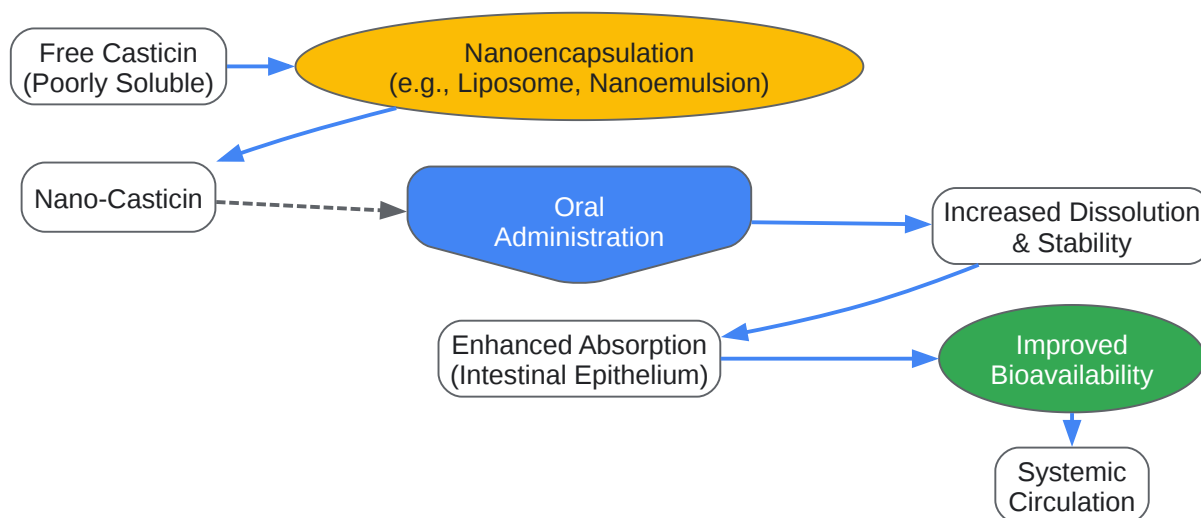 Free Casticin
(Poorly Soluble)
Nanoencapsulation
(e.g., Liposome, Nanoemulsion)
Nano-Casticin
Oral
Administration
Increased Dissolution
& Stability
Enhanced Absorption
(Intestinal Epithelium)
Improved
Bioavailability
Systemic
Circulation